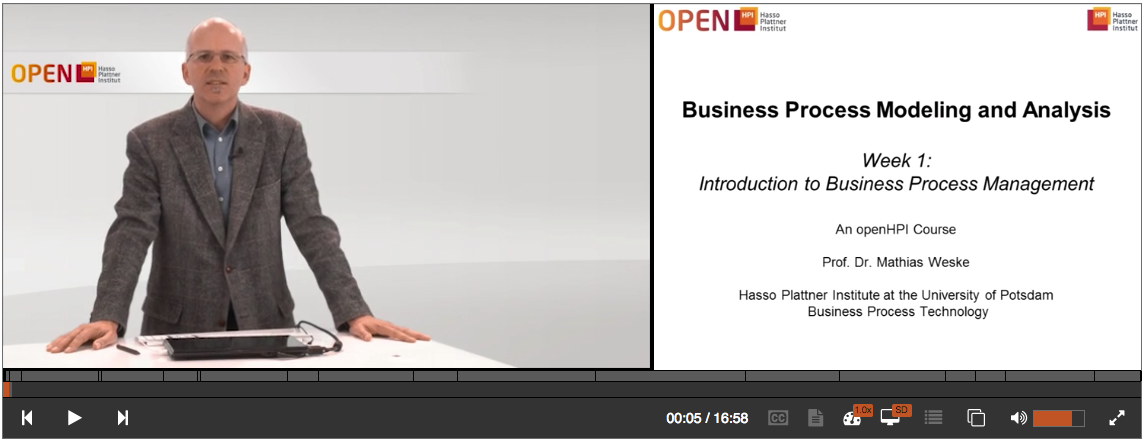 OPEN HPI Hasso
Plattner
Institut
OPEN HPI Hasso
Plattner
Institut
HPI Hasso
Plattner
Institut
Business Process Modeling and Analysis
Week 1:
Introduction to Business Process Management
An openHPI Course
Prof. Dr. Mathias Weske
Hasso Plattner Institute at the University of Potsdam
Business Process Technology
00:05 / 16:58 CC 1.0x SD